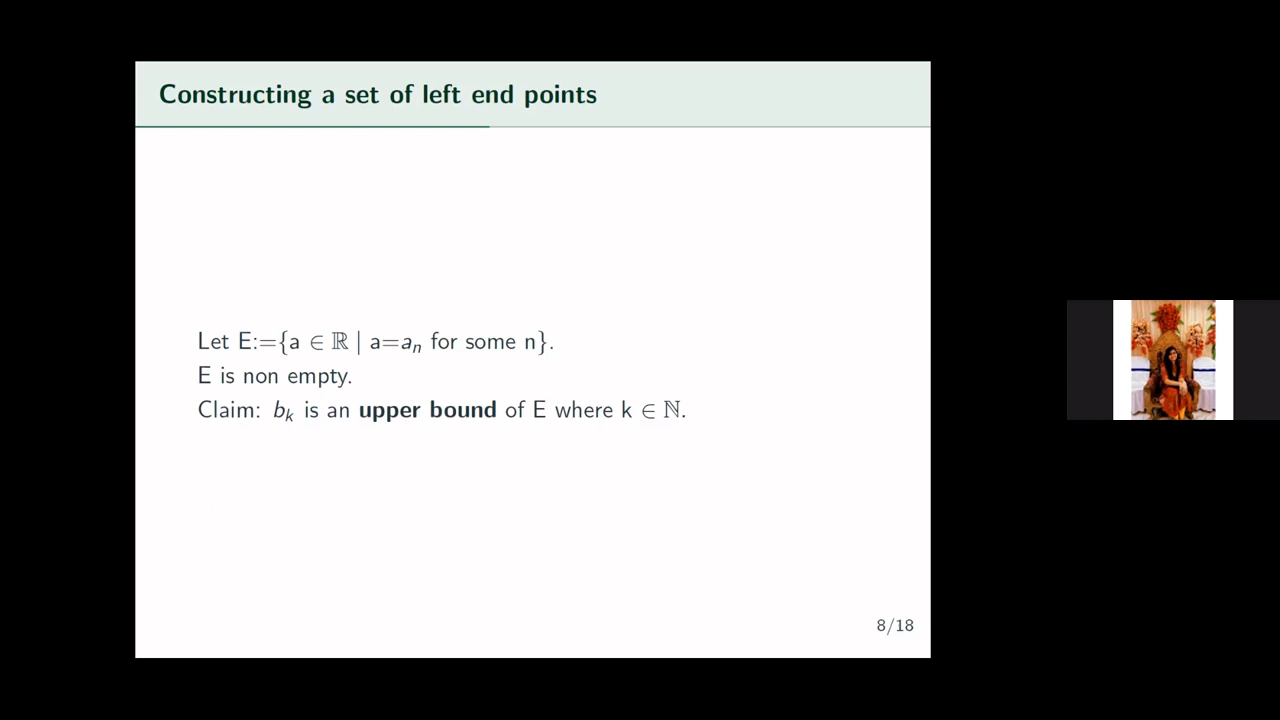 Constructing a set of left end points
Let E:={a ∈ ℝ | a=aₙ for some n}.
E is non empty.
Claim: bₖ is an upper bound of E where k ∈ ℕ.
8/18